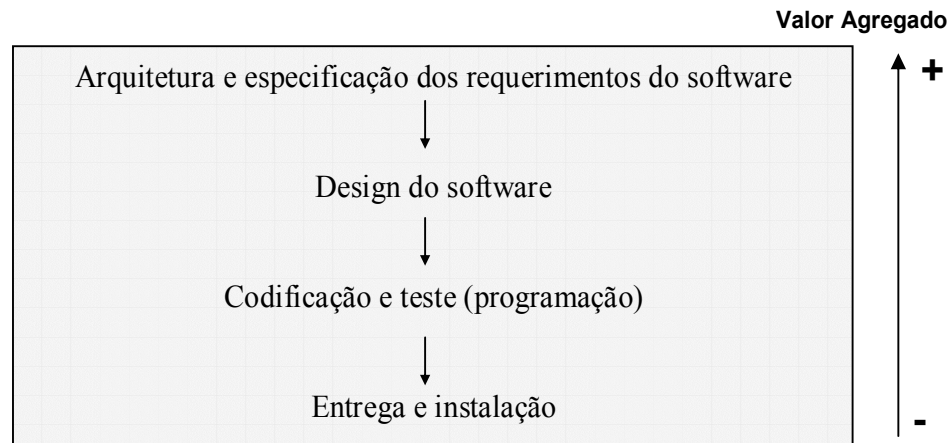 Valor Agregado
Arquitetura e especificação dos requerimentos do software
+
Design do software
Codificação e teste (programação)
Entrega e instalação
-